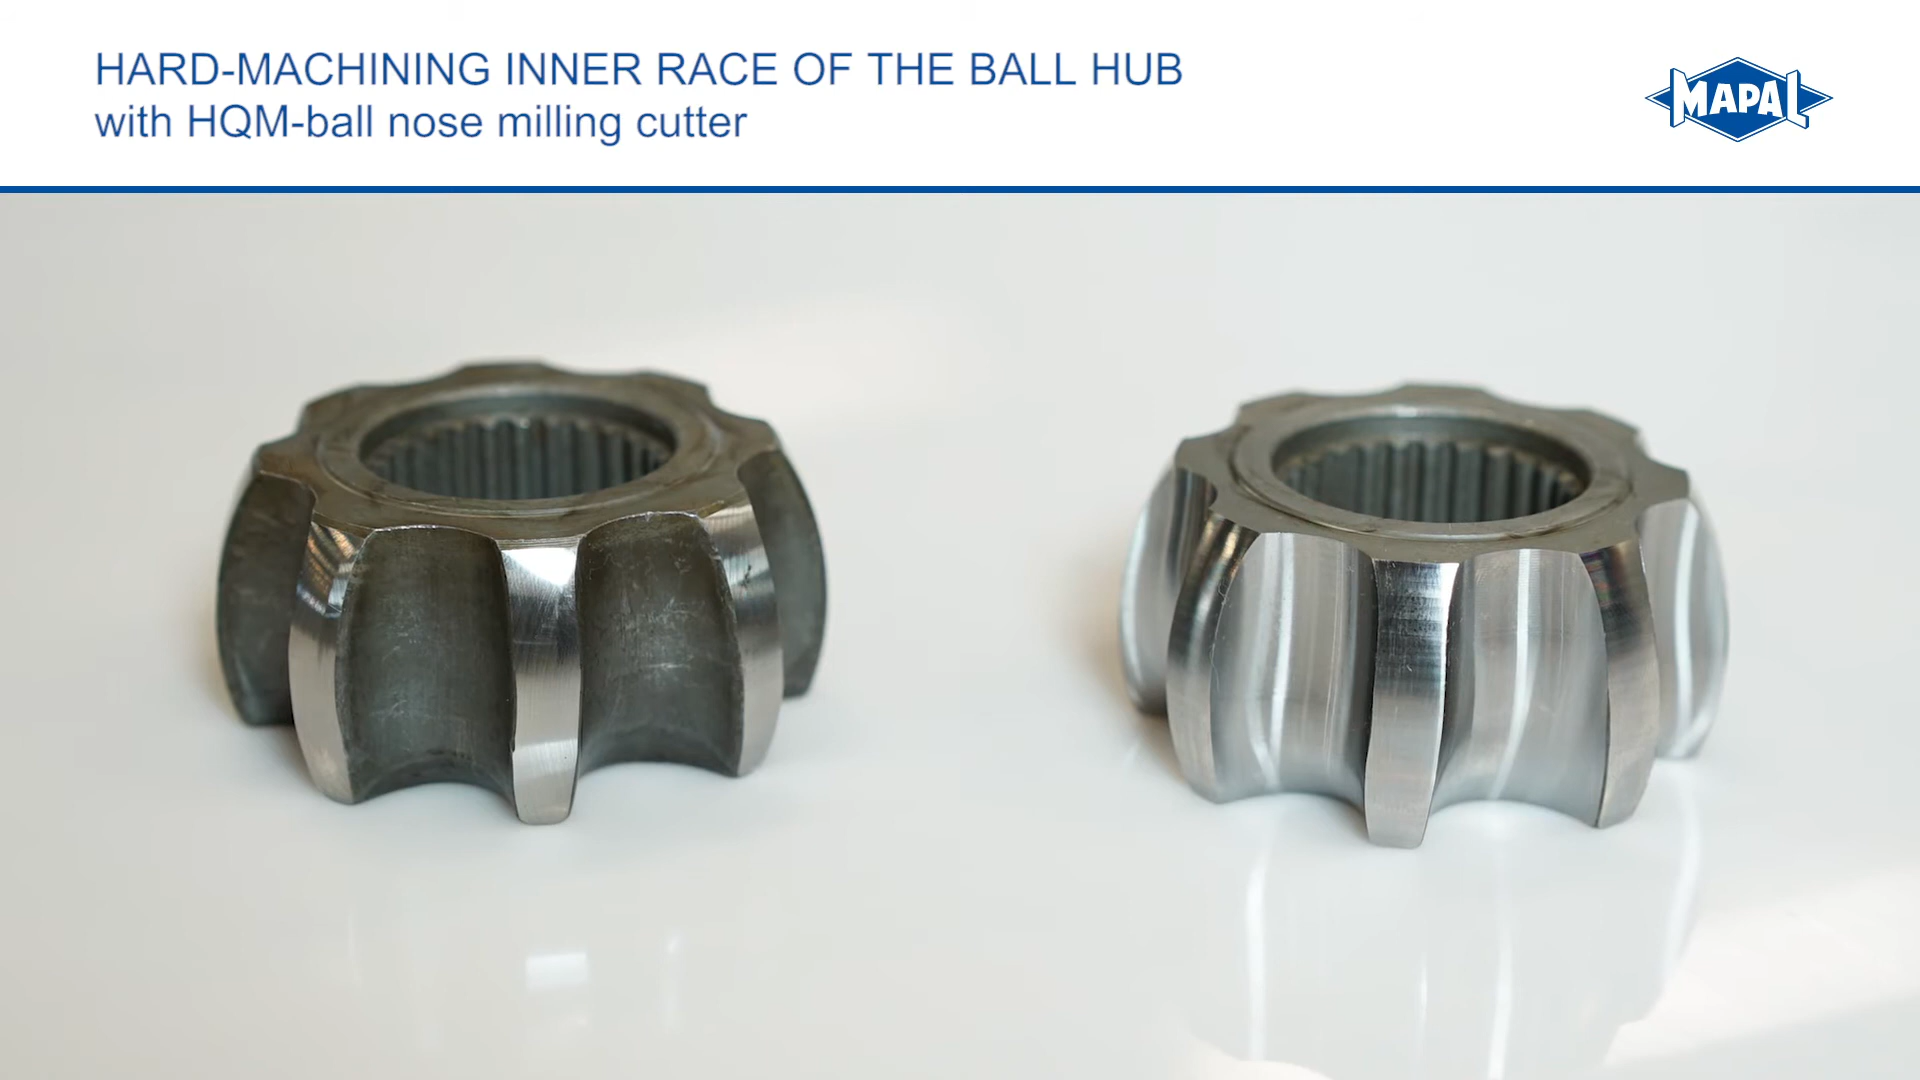 HARD-MACHINING INNER RACE OF THE BALL HUB
with HQM-ball nose milling cutter
MAPAL